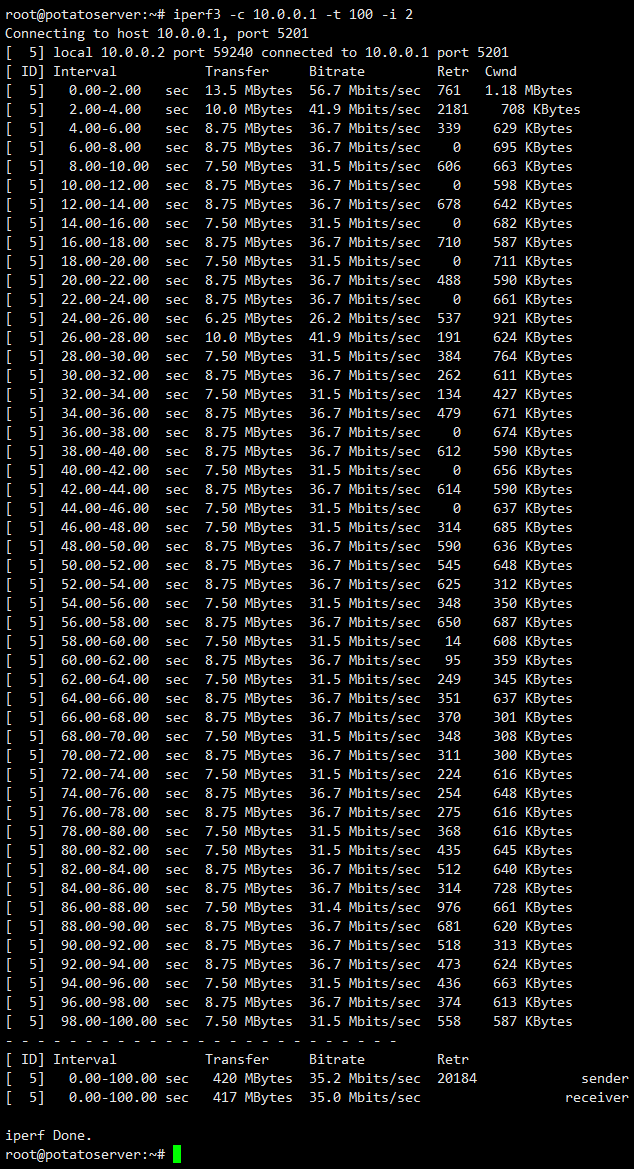 root@potatoserver:~# iperf3 -c 10.0.0.1 -t 100 -i 2
Connecting to host 10.0.0.1, port 5201
[  5] local 10.0.0.2 port 59240 connected to 10.0.0.1 port 5201
[ ID] Interval           Transfer     Bitrate         Retr  Cwnd
[  5]   0.00-2.00   sec  13.5 MBytes  56.7 Mbits/sec  761   1.18 MBytes
[  5]   2.00-4.00   sec  10.0 MBytes  41.9 Mbits/sec  2181    708 KBytes
[  5]   4.00-6.00   sec  8.75 MBytes  36.7 Mbits/sec  339    629 KBytes
[  5]   6.00-8.00   sec  8.75 MBytes  36.7 Mbits/sec    0    695 KBytes
[  5]   8.00-10.00  sec  7.50 MBytes  31.5 Mbits/sec  606    663 KBytes
[  5]  10.00-12.00  sec  8.75 MBytes  36.7 Mbits/sec    0    598 KBytes
[  5]  12.00-14.00  sec  8.75 MBytes  36.7 Mbits/sec  678    642 KBytes
[  5]  14.00-16.00  sec  7.50 MBytes  31.5 Mbits/sec    0    682 KBytes
[  5]  16.00-18.00  sec  8.75 MBytes  36.7 Mbits/sec  710    587 KBytes
[  5]  18.00-20.00  sec  7.50 MBytes  31.5 Mbits/sec    0    711 KBytes
[  5]  20.00-22.00  sec  8.75 MBytes  36.7 Mbits/sec  488    590 KBytes
[  5]  22.00-24.00  sec  8.75 MBytes  36.7 Mbits/sec    0    661 KBytes
[  5]  24.00-26.00  sec  6.25 MBytes  26.2 Mbits/sec  537    921 KBytes
[  5]  26.00-28.00  sec  10.0 MBytes  41.9 Mbits/sec  191    624 KBytes
[  5]  28.00-30.00  sec  7.50 MBytes  31.5 Mbits/sec  384    764 KBytes
[  5]  30.00-32.00  sec  8.75 MBytes  36.7 Mbits/sec  262    611 KBytes
[  5]  32.00-34.00  sec  7.50 MBytes  31.5 Mbits/sec  134    427 KBytes
[  5]  34.00-36.00  sec  8.75 MBytes  36.7 Mbits/sec  479    671 KBytes
[  5]  36.00-38.00  sec  8.75 MBytes  36.7 Mbits/sec    0    674 KBytes
[  5]  38.00-40.00  sec  8.75 MBytes  36.7 Mbits/sec  612    590 KBytes
[  5]  40.00-42.00  sec  7.50 MBytes  31.5 Mbits/sec    0    656 KBytes
[  5]  42.00-44.00  sec  8.75 MBytes  36.7 Mbits/sec  614    590 KBytes
[  5]  44.00-46.00  sec  7.50 MBytes  31.5 Mbits/sec    0    637 KBytes
[  5]  46.00-48.00  sec  7.50 MBytes  31.5 Mbits/sec  314    685 KBytes
[  5]  48.00-50.00  sec  8.75 MBytes  36.7 Mbits/sec  590    636 KBytes
[  5]  50.00-52.00  sec  8.75 MBytes  36.7 Mbits/sec  545    648 KBytes
[  5]  52.00-54.00  sec  8.75 MBytes  36.7 Mbits/sec  625    312 KBytes
[  5]  54.00-56.00  sec  7.50 MBytes  31.5 Mbits/sec  348    350 KBytes
[  5]  56.00-58.00  sec  8.75 MBytes  36.7 Mbits/sec  650    687 KBytes
[  5]  58.00-60.00  sec  7.50 MBytes  31.5 Mbits/sec   14    608 KBytes
[  5]  60.00-62.00  sec  8.75 MBytes  36.7 Mbits/sec   95    359 KBytes
[  5]  62.00-64.00  sec  7.50 MBytes  31.5 Mbits/sec  249    345 KBytes
[  5]  64.00-66.00  sec  8.75 MBytes  36.7 Mbits/sec  351    637 KBytes
[  5]  66.00-68.00  sec  8.75 MBytes  36.7 Mbits/sec  370    301 KBytes
[  5]  68.00-70.00  sec  7.50 MBytes  31.5 Mbits/sec  348    308 KBytes
[  5]  70.00-72.00  sec  8.75 MBytes  36.7 Mbits/sec  311    300 KBytes
[  5]  72.00-74.00  sec  7.50 MBytes  31.5 Mbits/sec  224    616 KBytes
[  5]  74.00-76.00  sec  8.75 MBytes  36.7 Mbits/sec  254    648 KBytes
[  5]  76.00-78.00  sec  8.75 MBytes  36.7 Mbits/sec  275    616 KBytes
[  5]  78.00-80.00  sec  7.50 MBytes  31.5 Mbits/sec  368    616 KBytes
[  5]  80.00-82.00  sec  7.50 MBytes  31.5 Mbits/sec  435    645 KBytes
[  5]  82.00-84.00  sec  8.75 MBytes  36.7 Mbits/sec  512    640 KBytes
[  5]  84.00-86.00  sec  8.75 MBytes  36.7 Mbits/sec  314    728 KBytes
[  5]  86.00-88.00  sec  7.50 MBytes  31.4 Mbits/sec  976    661 KBytes
[  5]  88.00-90.00  sec  8.75 MBytes  36.7 Mbits/sec  681    620 KBytes
[  5]  90.00-92.00  sec  8.75 MBytes  36.7 Mbits/sec  518    313 KBytes
[  5]  92.00-94.00  sec  8.75 MBytes  36.7 Mbits/sec  473    624 KBytes
[  5]  94.00-96.00  sec  7.50 MBytes  31.5 Mbits/sec  436    663 KBytes
[  5]  96.00-98.00  sec  8.75 MBytes  36.7 Mbits/sec  374    613 KBytes
[  5]  98.00-100.00 sec  7.50 MBytes  31.5 Mbits/sec  558    587 KBytes
- - - - - - - - - - - - - - - - - - - - - - - - -
[ ID] Interval           Transfer     Bitrate         Retr
[  5]   0.00-100.00 sec   420 MBytes  35.2 Mbits/sec  20184             sender
[  5]   0.00-100.00 sec   417 MBytes  35.0 Mbits/sec                  receiver
iperf Done.
root@potatoserver:~#